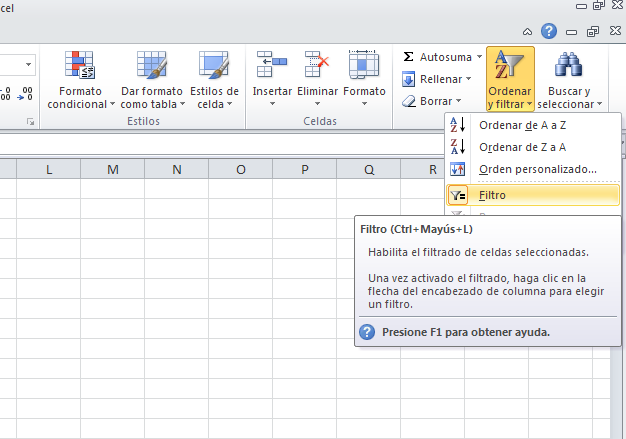 cel
Formato condicional
Dar formato como tabla
Estilos de celda
Estilos
Insertar
Eliminar
Formato
Celdas
Autosuma
Rellenar
Borrar
Ordenar y filtrar
Buscar y seleccionar
Ordenar de A a Z
Ordenar de Z a A
Orden personalizado...
Filtro
L M N O P Q R
Filtro (Ctrl+Mayús+L)
Habilita el filtrado de celdas seleccionadas.
Una vez activado el filtrado, haga clic en la
flecha del encabezado de columna para elegir
un filtro.
Presione F1 para obtener ayuda.